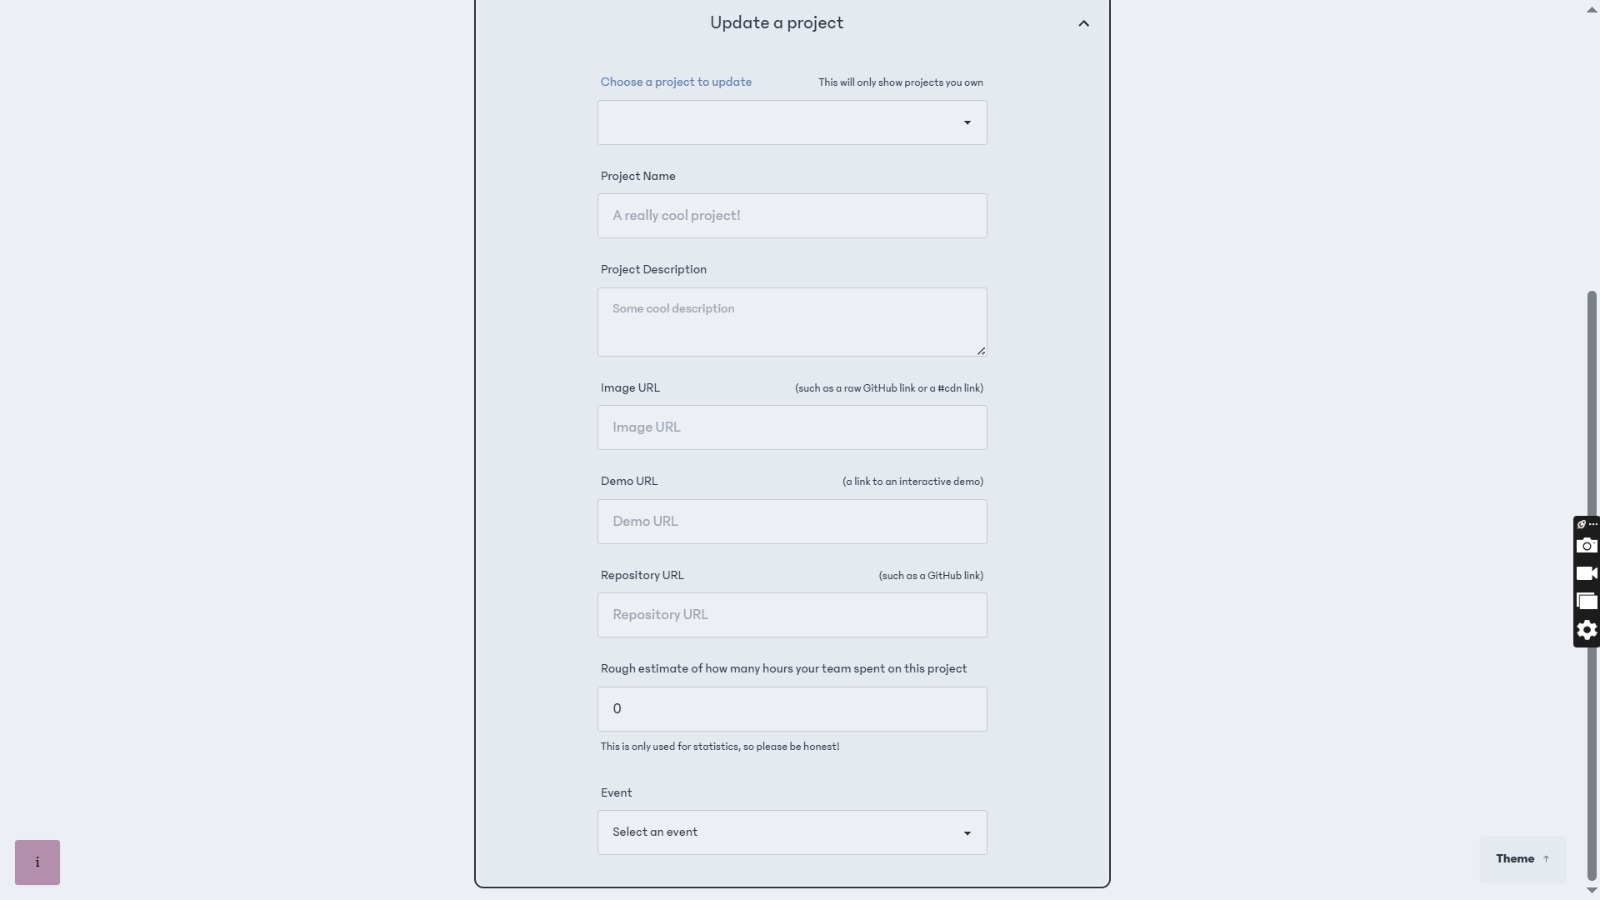 Update a project
Choose a project to update
This will only show projects you own
Project Name
A really cool project!
Project Description
Some cool description
Image URL
(such as a raw GitHub link or a #cdn link)
Image URL
Demo URL
(a link to an interactive demo)
Demo URL
Repository URL
(such as a GitHub link)
Repository URL
Rough estimate of how many hours your team spent on this project
0
This is only used for statistics, so please be honest!
Event
Select an event
i
Theme ↑